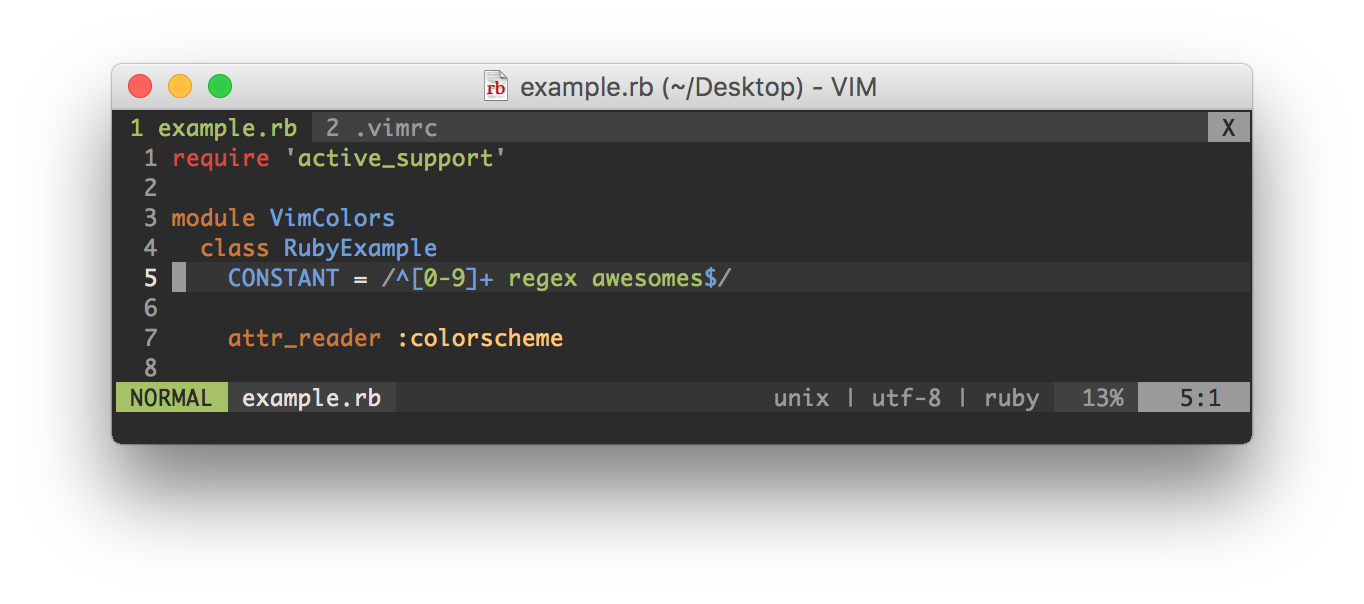 rb example.rb (~/Desktop) - VIM
1 example.rb 2 .vimrc X
1 require 'active_support'
2
3 module VimColors
4   class RubyExample
5     CONSTANT = /^[0-9]+ regex awesomes$/
6
7     attr_reader :colorscheme
8
NORMAL example.rb unix | utf-8 | ruby 13% 5:1